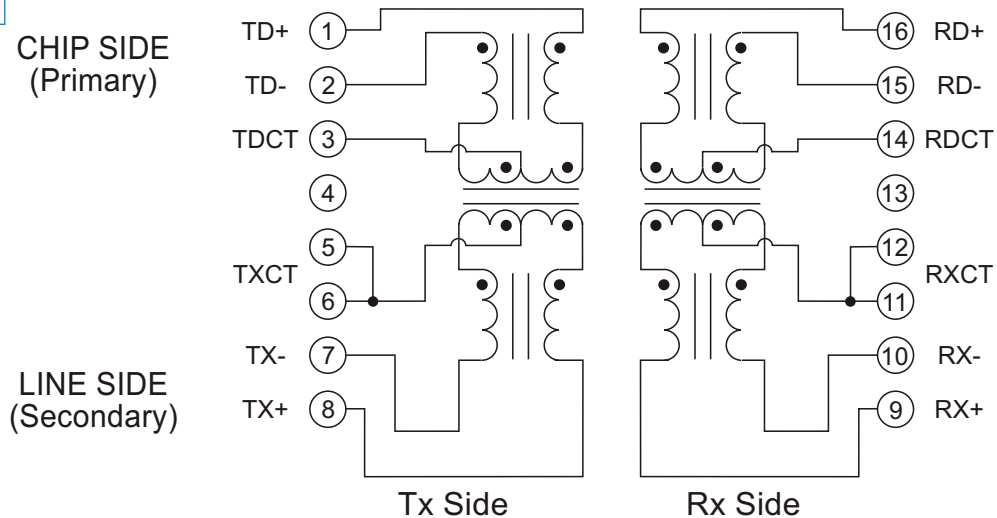 CHIP SIDE
(Primary)
TD+ 1
TD- 2
TDCT 3
4
5
TXCT
6
TX- 7
TX+ 8
LINE SIDE
(Secondary)
16 RD+
15 RD-
14 RDCT
13
12
RXCT
11
10 RX-
9 RX+
Tx Side
Rx Side